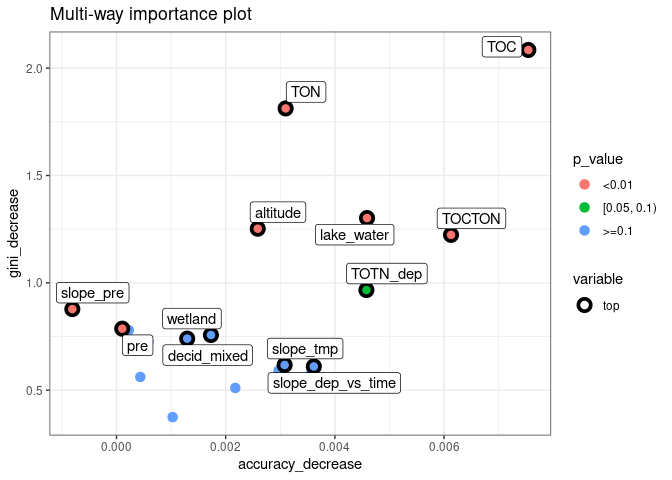 Multi-way importance plot
TOC
2.0
TON
p_value
<0.01
1.5
[0.05, 0.1)
altitude
TOCTON
>=0.1
lake_water
gini_decrease
TOTN_dep
variable
1.0
slope_pre
top
wetland
pre
slope_tmp
decid_mixed
slope_dep_vs_time
0.5
0.000 0.002 0.004 0.006
accuracy_decrease